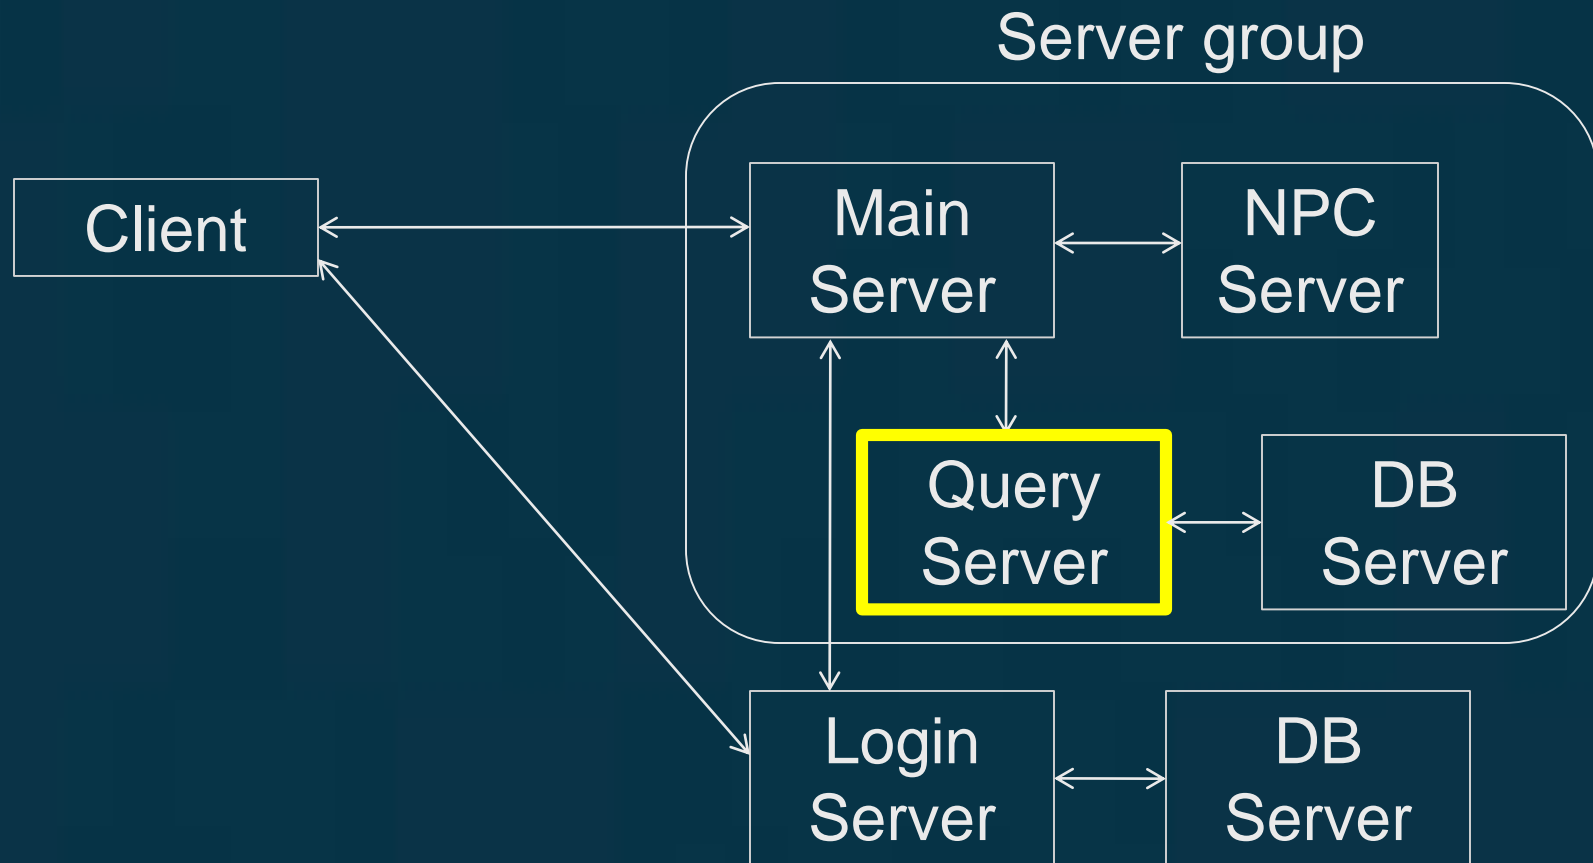 Server group
Client
Main
Server
NPC
Server
Query
Server
DB
Server
Login
Server
DB
Server